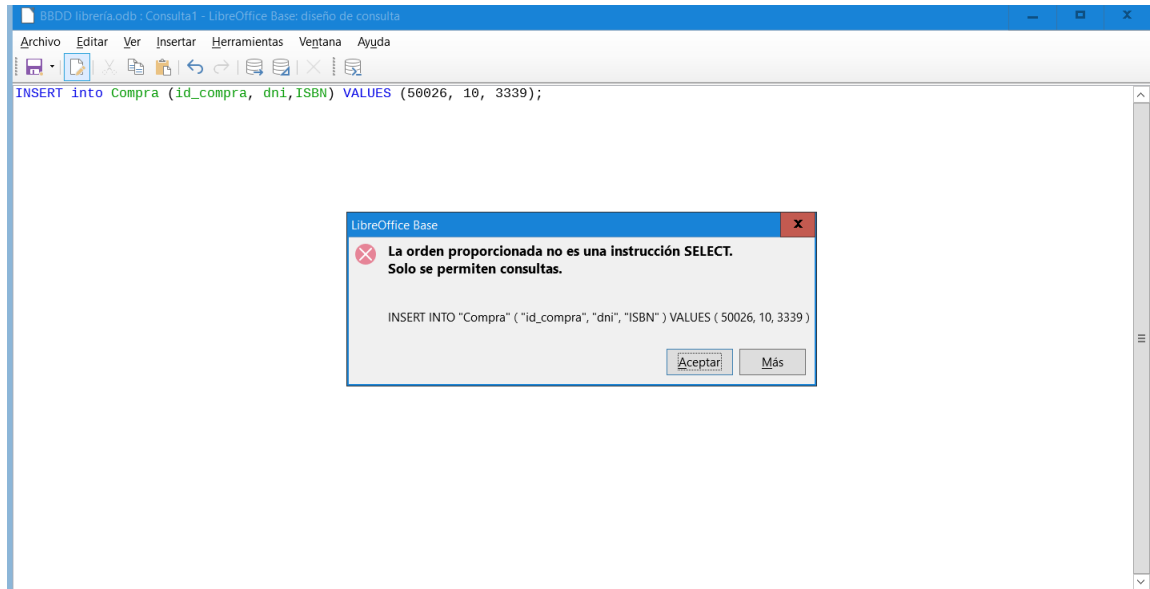 BBDD librería.odb : Consulta1 - LibreOffice Base: diseño de consulta
Archivo Editar Ver Insertar Herramientas Ventana Ayuda
INSERT into Compra (id_compra, dni,ISBN) VALUES (50026, 10, 3339);
LibreOffice Base
La orden proporcionada no es una instrucción SELECT.
Solo se permiten consultas.
INSERT INTO "Compra" ( "id_compra", "dni", "ISBN" ) VALUES ( 50026, 10, 3339 )
Aceptar Más